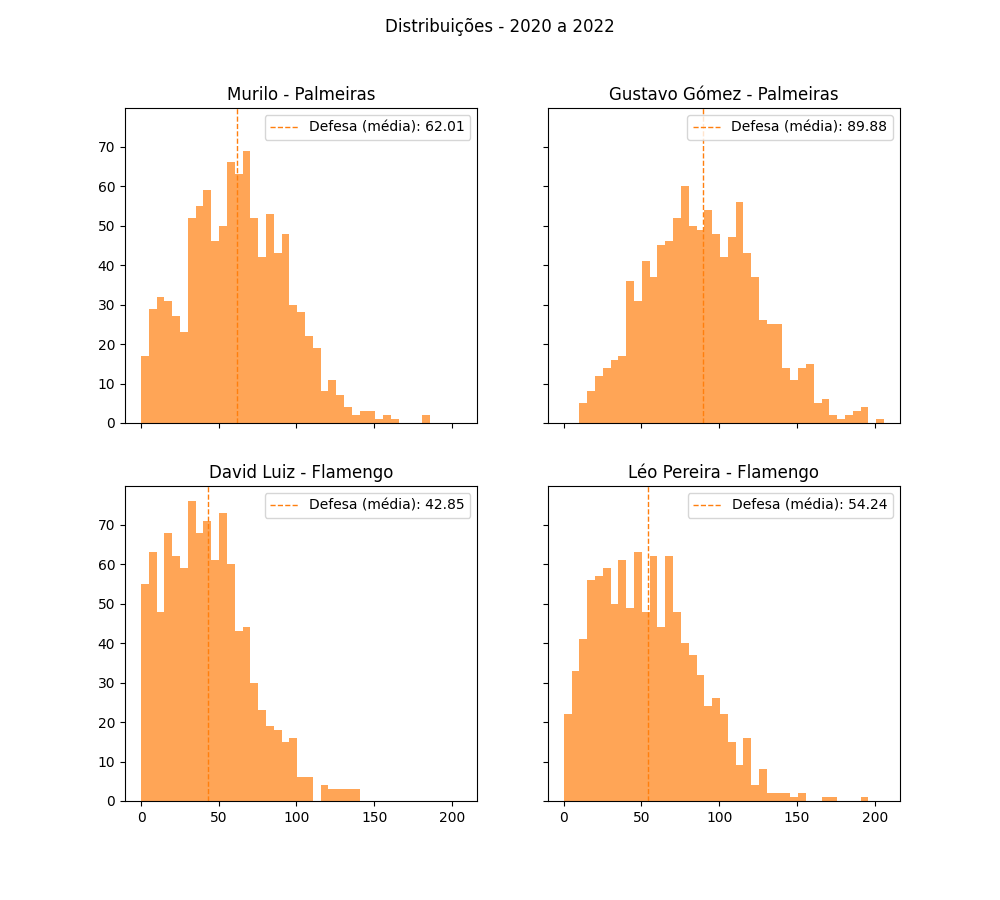 Distribuições - 2020 a 2022
Murilo - Palmeiras
Defesa (média): 62.01
70
60
50
40
30
20
10
0
Gustavo Gómez - Palmeiras
Defesa (média): 89.88
David Luiz - Flamengo
Defesa (média): 42.85
70
60
50
40
30
20
10
0
0 50 100 150 200
Léo Pereira - Flamengo
Defesa (média): 54.24
0 50 100 150 200